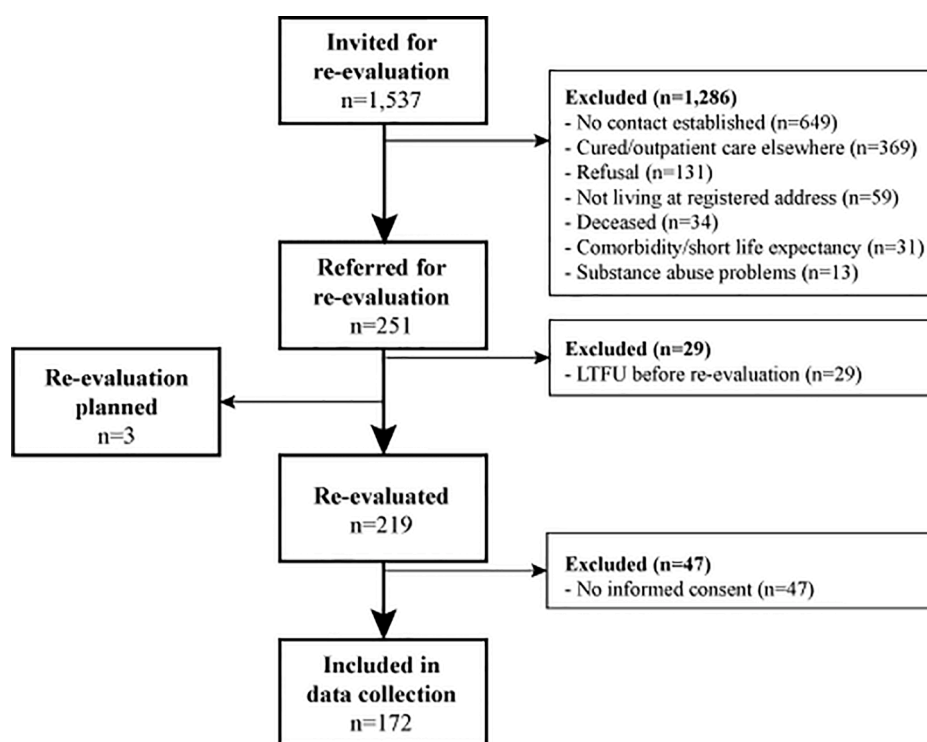 Invited for
re-evaluation
n=1,537
Excluded (n=1,286)
- No contact established (n=649)
- Cured/outpatient care elsewhere (n=369)
- Refusal (n=131)
- Not living at registered address (n=59)
- Deceased (n=34)
- Comorbidity/short life expectancy (n=31)
- Substance abuse problems (n=13)
Referred for
re-evaluation
n=251
Excluded (n=29)
- LTFU before re-evaluation (n=29)
Re-evaluation
planned
n=3
Re-evaluated
n=219
Excluded (n=47)
- No informed consent (n=47)
Included in
data collection
n=172